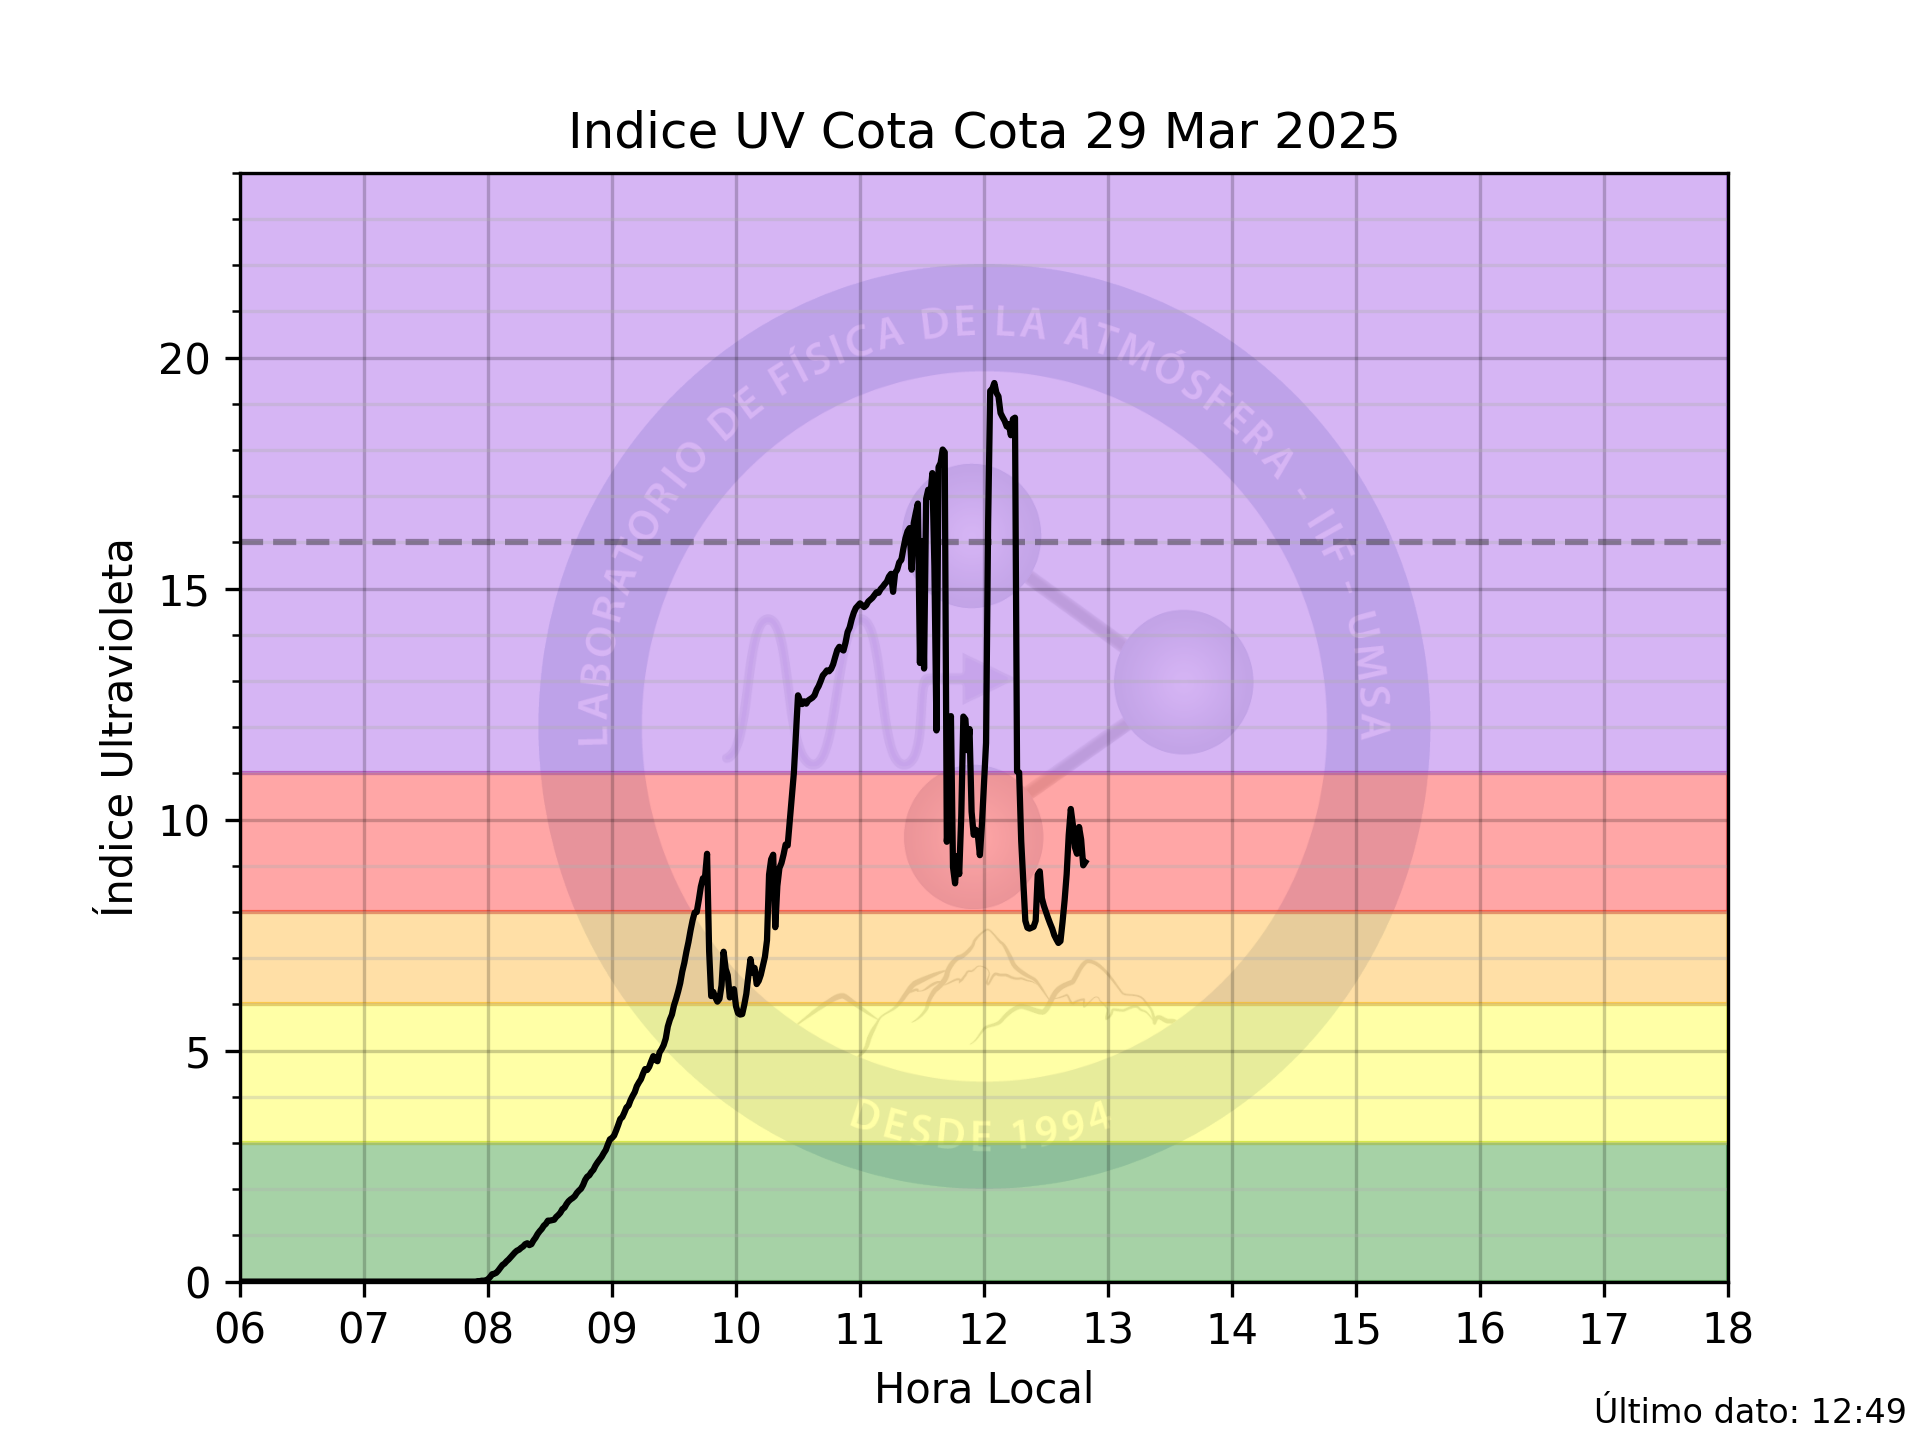 Indice UV Cota Cota 29 Mar 2025
Índice Ultravioleta
20
15
10
5
0
LABORATORIO DE FÍSICA DE LA ATMÓSFERA - IIF - UMSA
DESDE 1994
06 07 08 09 10 11 12 13 14 15 16 17 18
Hora Local
Último dato: 12:49